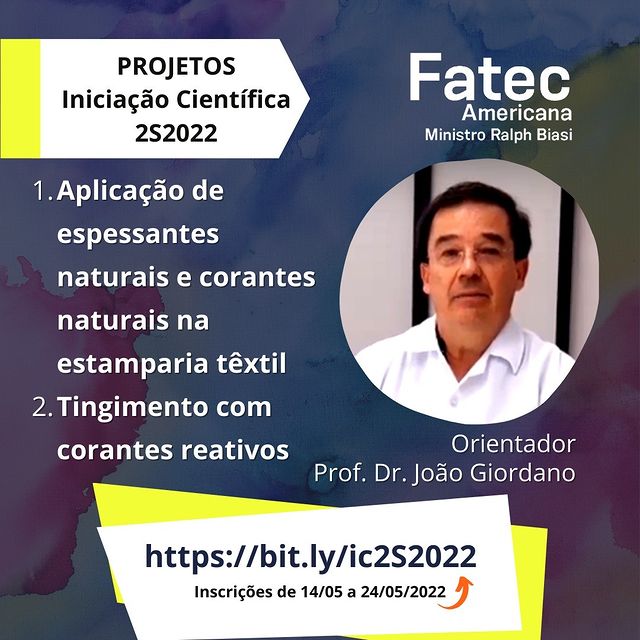 PROJETOS
Iniciação Científica
2S2022
Fatec
Americana
Ministro Ralph Biasi
1. Aplicação de
espessantes
naturais e corantes
naturais na
estamparia têxtil
2. Tingimento com
corantes reativos
Orientador
Prof. Dr. João Giordano
https://bit.ly/ic2S2022
Inscrições de 14/05 a 24/05/2022